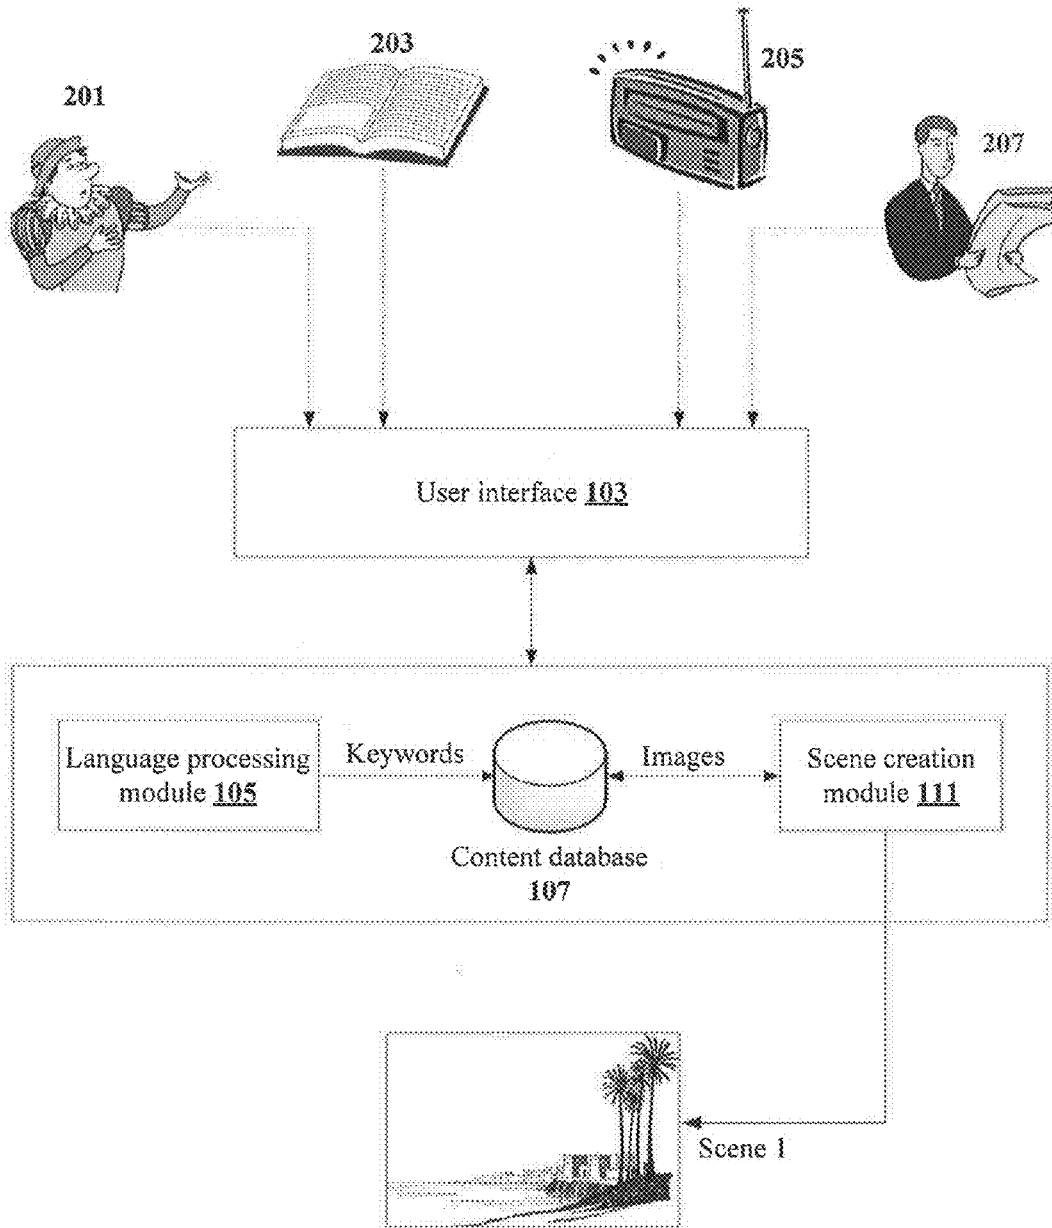 203
205
201
207
User interface 103
Language processing
module 105
Keywords
Images
Scene creation
module 111
Content database
107
Scene 1